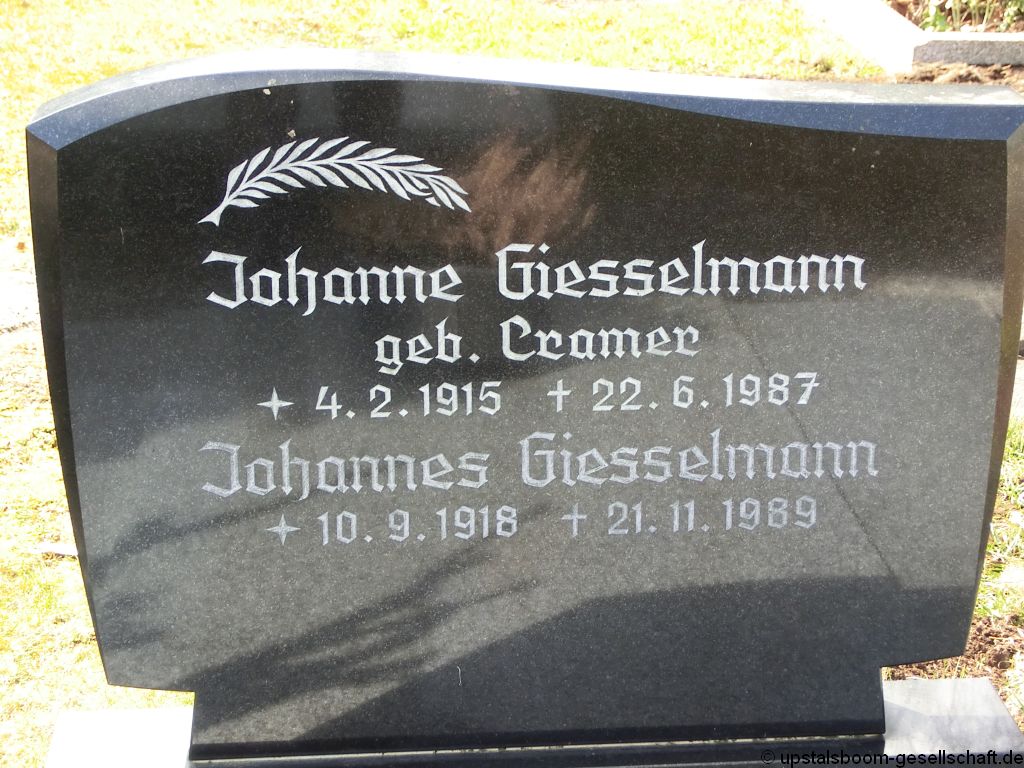 Johanne Giesselmann
geb. Cramer
✦ 4. 2. 1915 † 22. 6. 1987
Johannes Giesselmann
✦ 10. 9. 1918 † 21. 11. 1989
© upstalsboom-gesellschaft.de